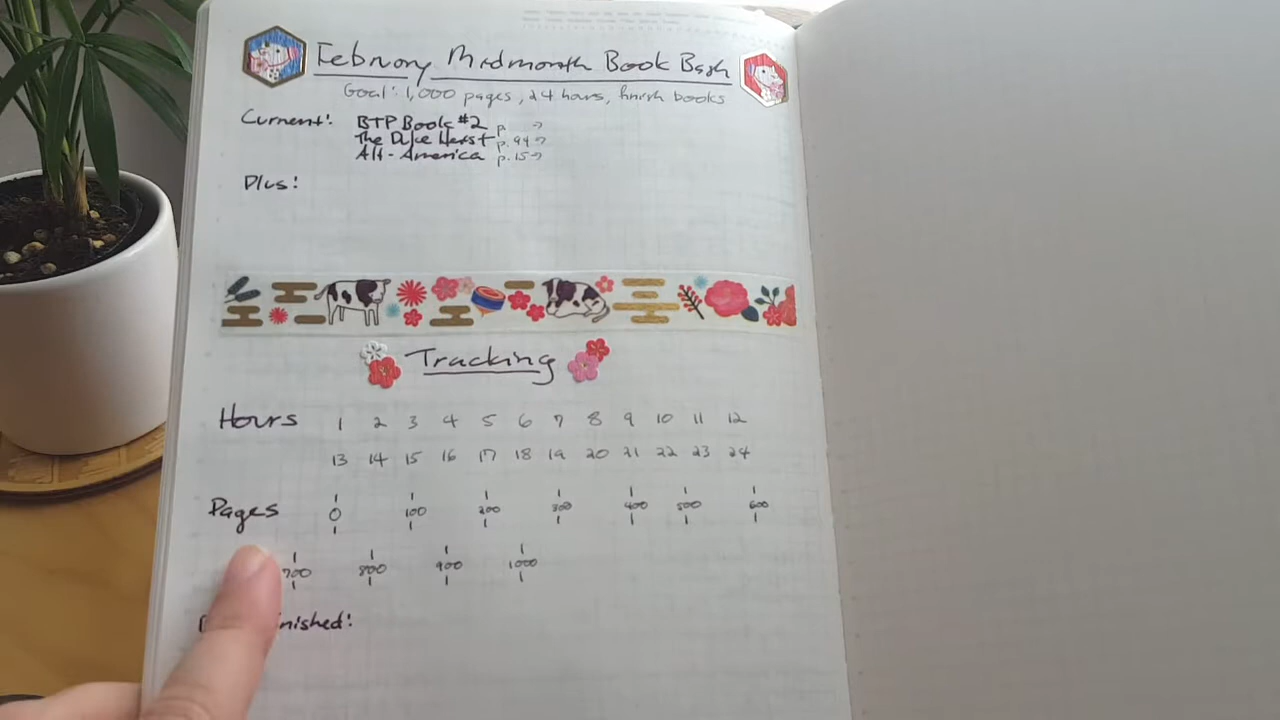 February Midmonth Book Bash
Goal: 1,000 pages, 24 hours, finish books
Current: BTP Book #2 p. →
The Duke Heist p. 94→
Alt-America p. 15→
Plus:
Tracking
Hours 1 2 3 4 5 6 7 8 9 10 11 12
13 14 15 16 17 18 19 20 21 22 23 24
Pages 0 100 200 300 400 500 600
700 800 900 1000
inished: